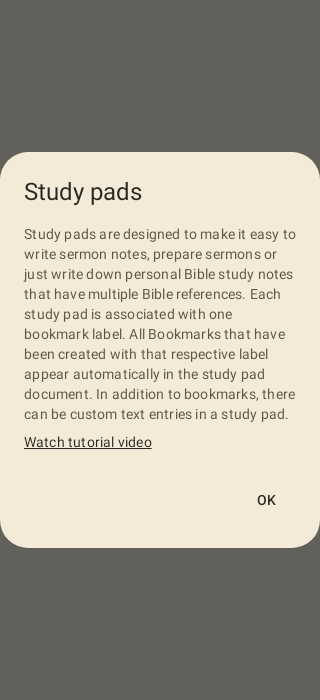 Study pads
Study pads are designed to make it easy to
write sermon notes, prepare sermons or
just write down personal Bible study notes
that have multiple Bible references. Each
study pad is associated with one
bookmark label. All Bookmarks that have
been created with that respective label
appear automatically in the study pad
document. In addition to bookmarks, there
can be custom text entries in a study pad.
Watch tutorial video
OK